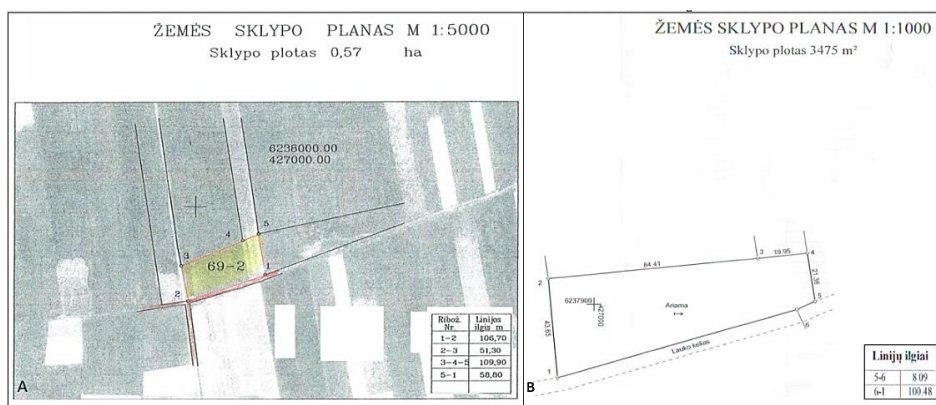 ŽEMĖS SKLYPO PLANAS M 1:5000
Sklypo plotas 0,57 ha
6238000.00
427000.00
5
4
3
69-2
1
2
Ribož. Linijos
Nr. ilgis m
1-2 106,70
2-3 51,30
3-4-5 109,90
5-1 58,80
A
ŽEMĖS SKLYPO PLANAS M 1:1000
Sklypo plotas 3475 m²
3
4
19.95
84.41
2
21.36
6237900
427000
Ariama
5
43.65
6
Lauko kelias
1
Linijų ilgiai
5-6 8.09
6-1 100.48
B